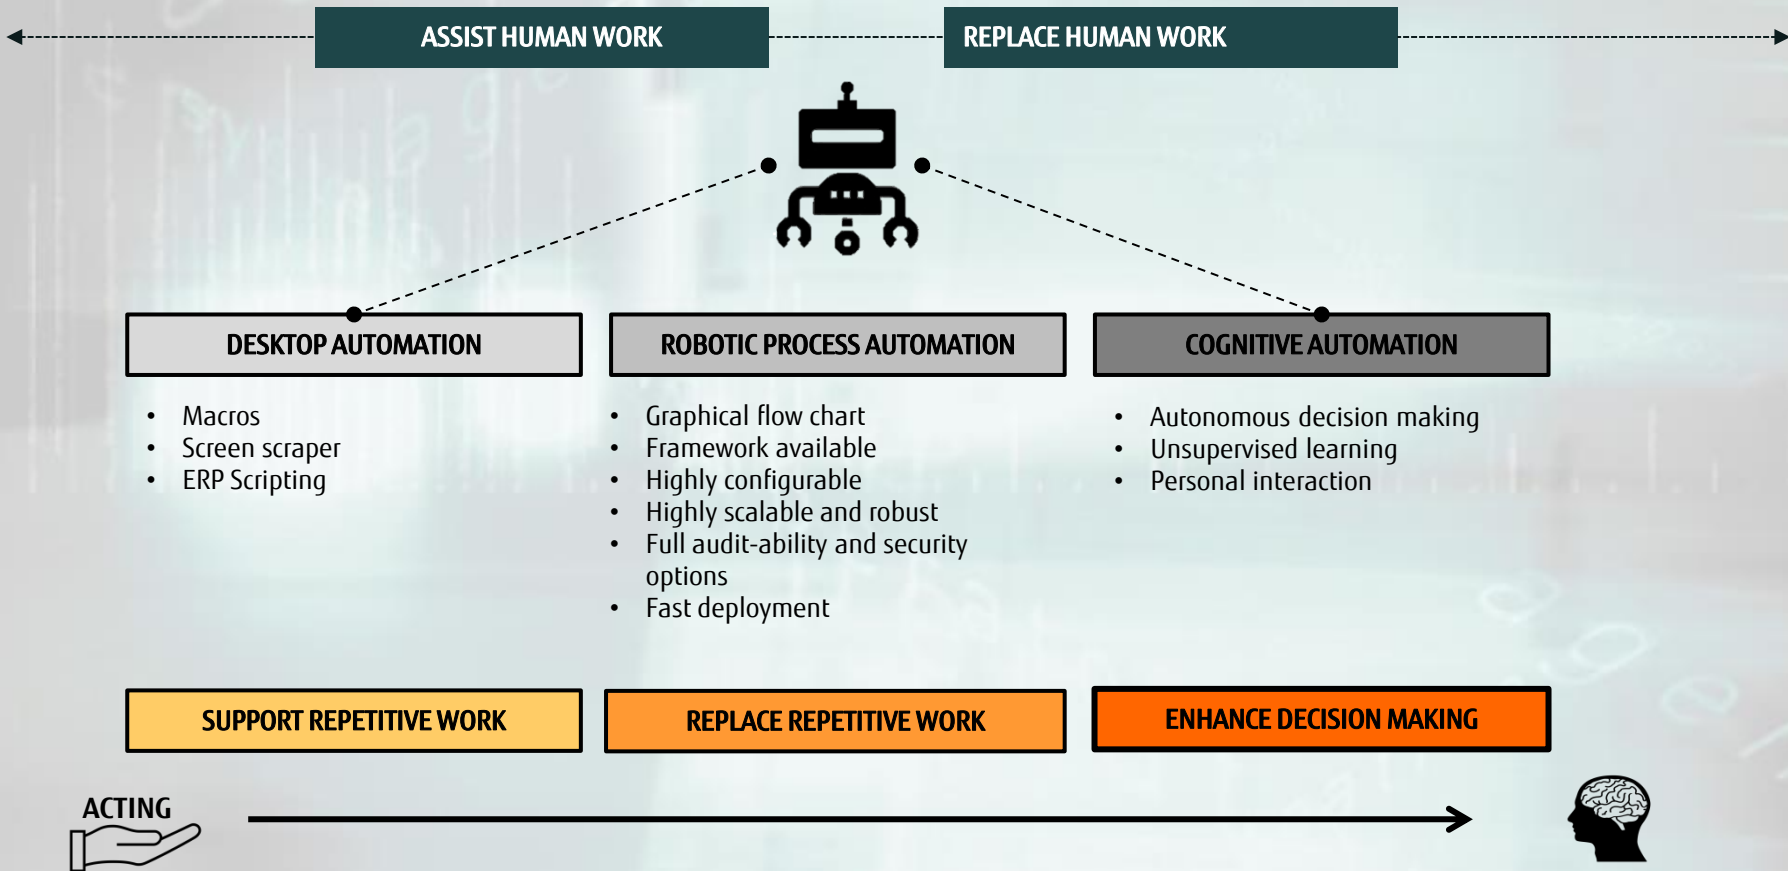 ASSIST HUMAN WORK
REPLACE HUMAN WORK
DESKTOP AUTOMATION
• Macros
• Screen scraper
• ERP Scripting
ROBOTIC PROCESS AUTOMATION
• Graphical flow chart
• Framework available
• Highly configurable
• Highly scalable and robust
• Full audit-ability and security
options
• Fast deployment
COGNITIVE AUTOMATION
• Autonomous decision making
• Unsupervised learning
• Personal interaction
SUPPORT REPETITIVE WORK
REPLACE REPETITIVE WORK
ENHANCE DECISION MAKING
ACTING